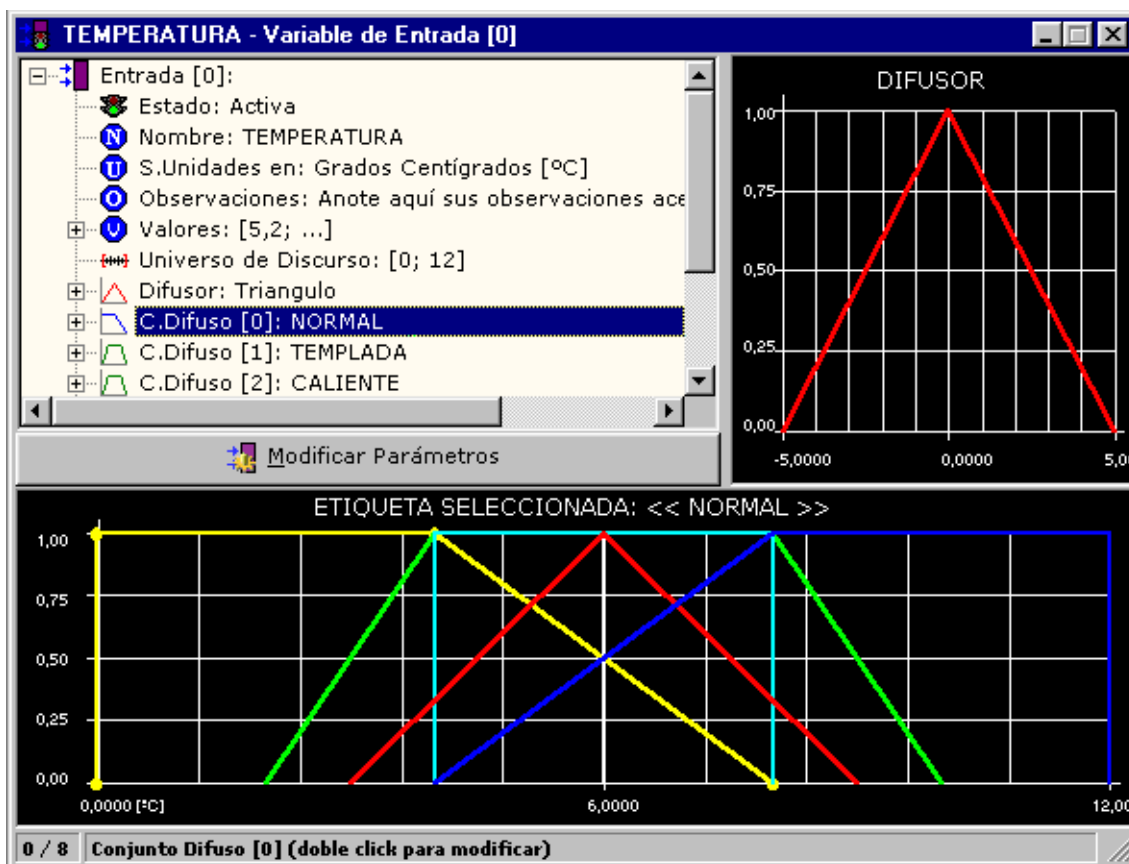 TEMPERATURA - Variable de Entrada [0]
Entrada [0]:
Estado: Activa
N Nombre: TEMPERATURA
U S.Unidades en: Grados Centígrados [ºC]
O Observaciones: Anote aquí sus observaciones ace
V Valores: [5,2; ...]
Universo de Discurso: [0; 12]
Difusor: Triangulo
C.Difuso [0]: NORMAL
C.Difuso [1]: TEMPLADA
C.Difuso [2]: CALIENTE
Modificar Parámetros
DIFUSOR
1,00
0,75
0,50
0,25
0,00
-5,0000 0,0000 5,00
ETIQUETA SELECCIONADA: << NORMAL >>
1,00
0,75
0,50
0,25
0,00
0,0000 [ºC] 6,0000 12,00
0 / 8 Conjunto Difuso [0] (doble click para modificar)